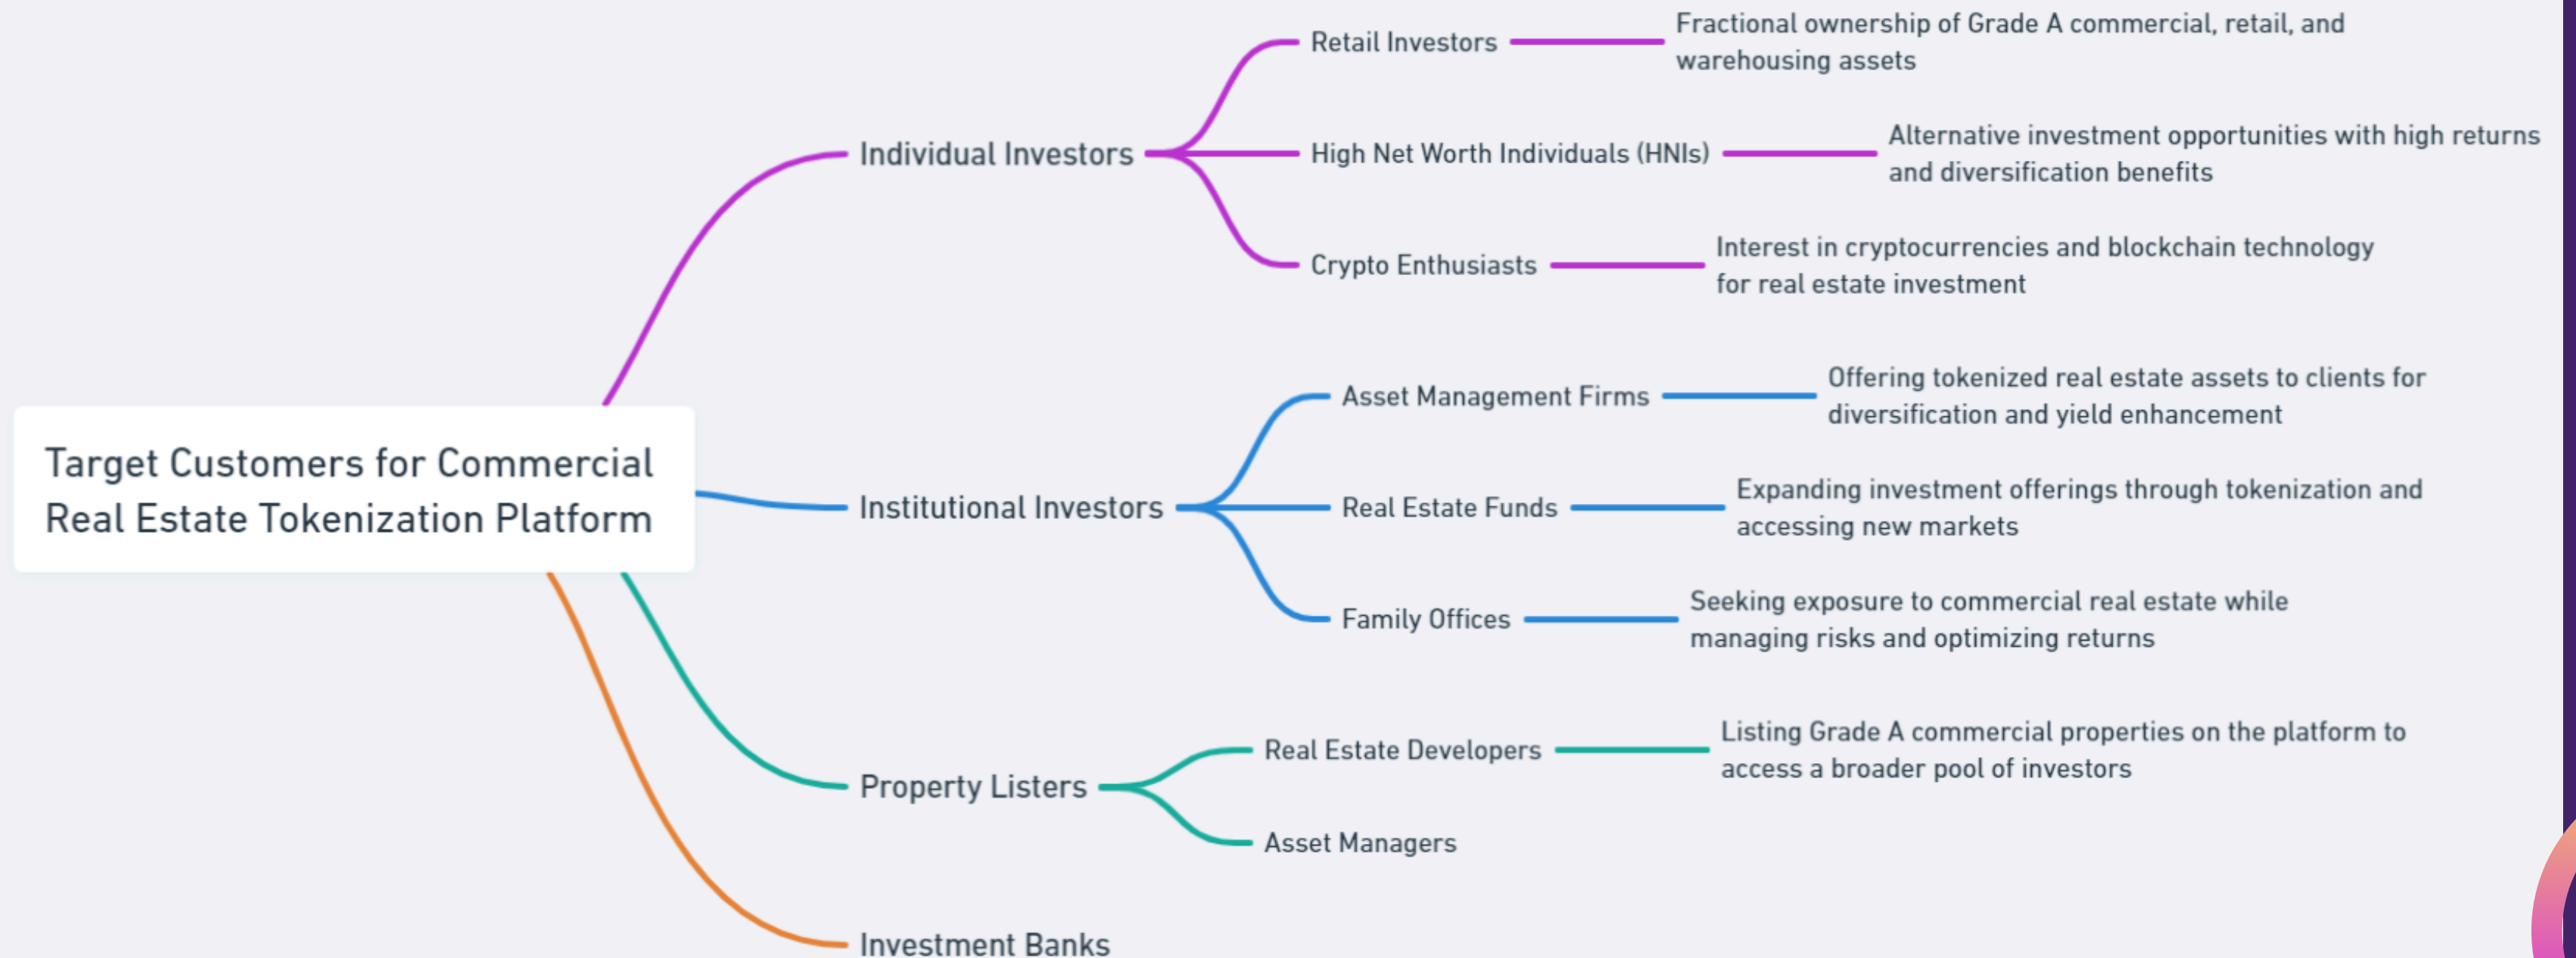 Target Customers for Commercial
Real Estate Tokenization Platform
Individual Investors
Retail Investors
Fractional ownership of Grade A commercial, retail, and
warehousing assets
High Net Worth Individuals (HNIs)
Alternative investment opportunities with high returns
and diversification benefits
Crypto Enthusiasts
Interest in cryptocurrencies and blockchain technology
for real estate investment
Institutional Investors
Asset Management Firms
Offering tokenized real estate assets to clients for
diversification and yield enhancement
Real Estate Funds
Expanding investment offerings through tokenization and
accessing new markets
Family Offices
Seeking exposure to commercial real estate while
managing risks and optimizing returns
Property Listers
Real Estate Developers
Listing Grade A commercial properties on the platform to
access a broader pool of investors
Asset Managers
Investment Banks